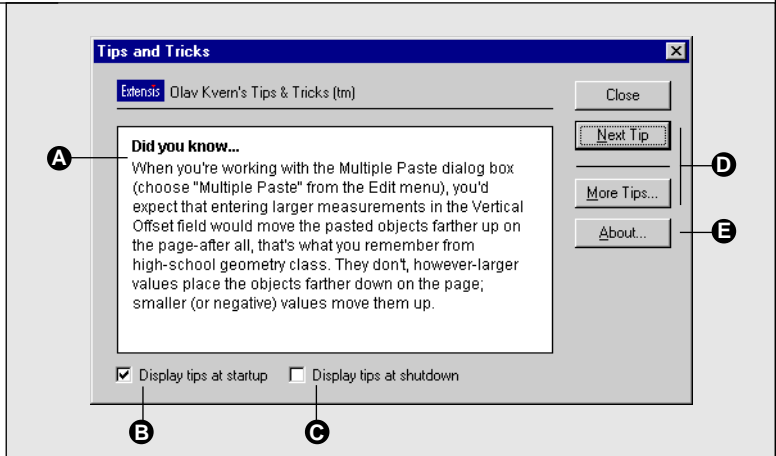 Tips and Tricks
Extensis Olav Kvern's Tips & Tricks (tm)
Close
Did you know...
When you're working with the Multiple Paste dialog box
(choose "Multiple Paste" from the Edit menu), you'd
expect that entering larger measurements in the Vertical
Offset field would move the pasted objects farther up on
the page-after all, that's what you remember from
high-school geometry class. They don't, however-larger
values place the objects farther down on the page;
smaller (or negative) values move them up.
Next Tip
More Tips...
About...
Display tips at startup
Display tips at shutdown
A
D
E
B
C